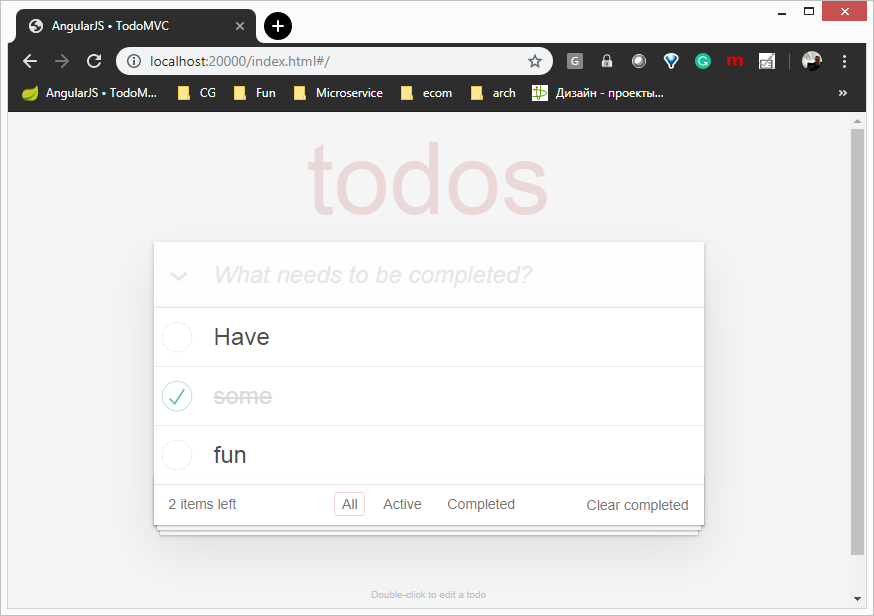 AngularJS • TodoMVC
localhost:20000/index.html#/
G
G
m
AngularJS • TodoM...
CG
Fun
Microservice
ecom
arch
Дизайн - проекты...
»
todos
What needs to be completed?
Have
some
fun
2 items left
All
Active
Completed
Clear completed
Double-click to edit a todo